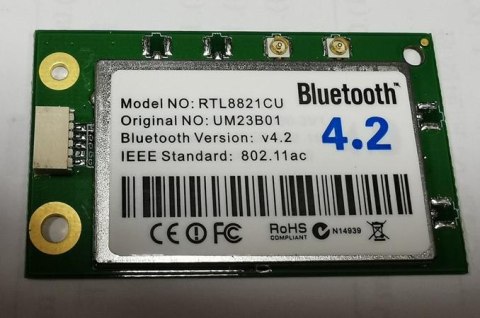 Bluetooth™
4.2
Model NO: RTL8821CU
Original NO: UM23B01
Bluetooth Version: v4.2
IEEE Standard: 802.11ac
CE FC RoHS
COMPLIANT
N14939